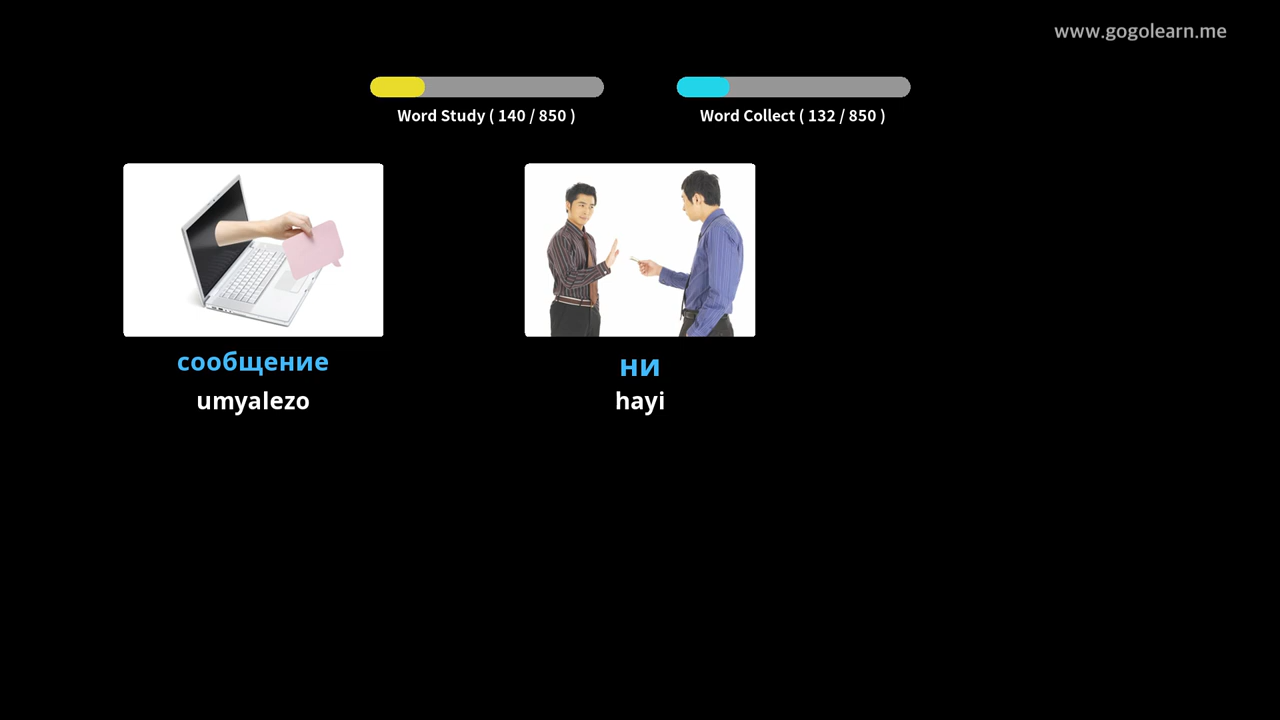 www.gogolearn.me
Word Study ( 140 / 850 )
Word Collect ( 132 / 850 )
сообщение
umyalezo
ни
hayi